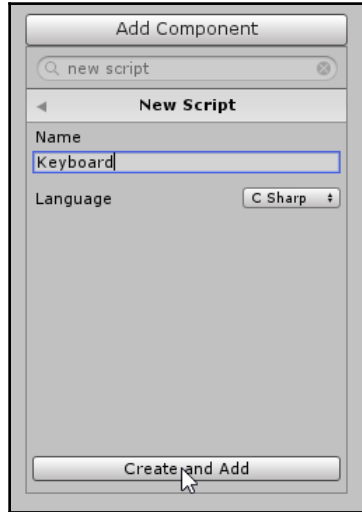 Add Component
new script
New Script
Name
Keyboard
Language C Sharp
Create and Add